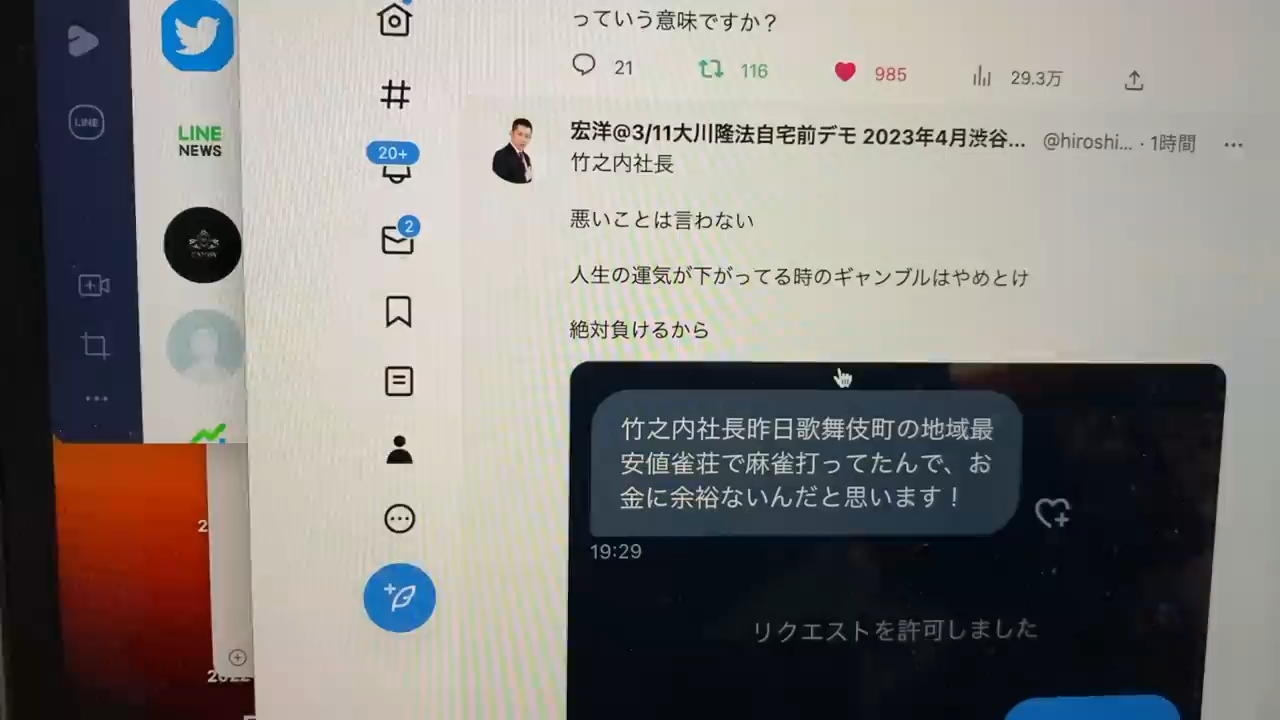 っていう意味ですか？
21 116 985 29.3万
LINE
LINE
NEWS
20+
宏洋@3/11大川隆法自宅前デモ 2023年4月渋谷... @hiroshi... · 1時間 ...
竹之内社長
2
悪いことは言わない
人生の運気が下がってる時のギャンブルはやめとけ
絶対負けるから
竹之内社長昨日歌舞伎町の地域最
安値雀荘で麻雀打ってたんで、お
金に余裕ないんだと思います！
19:29
リクエストを許可しました